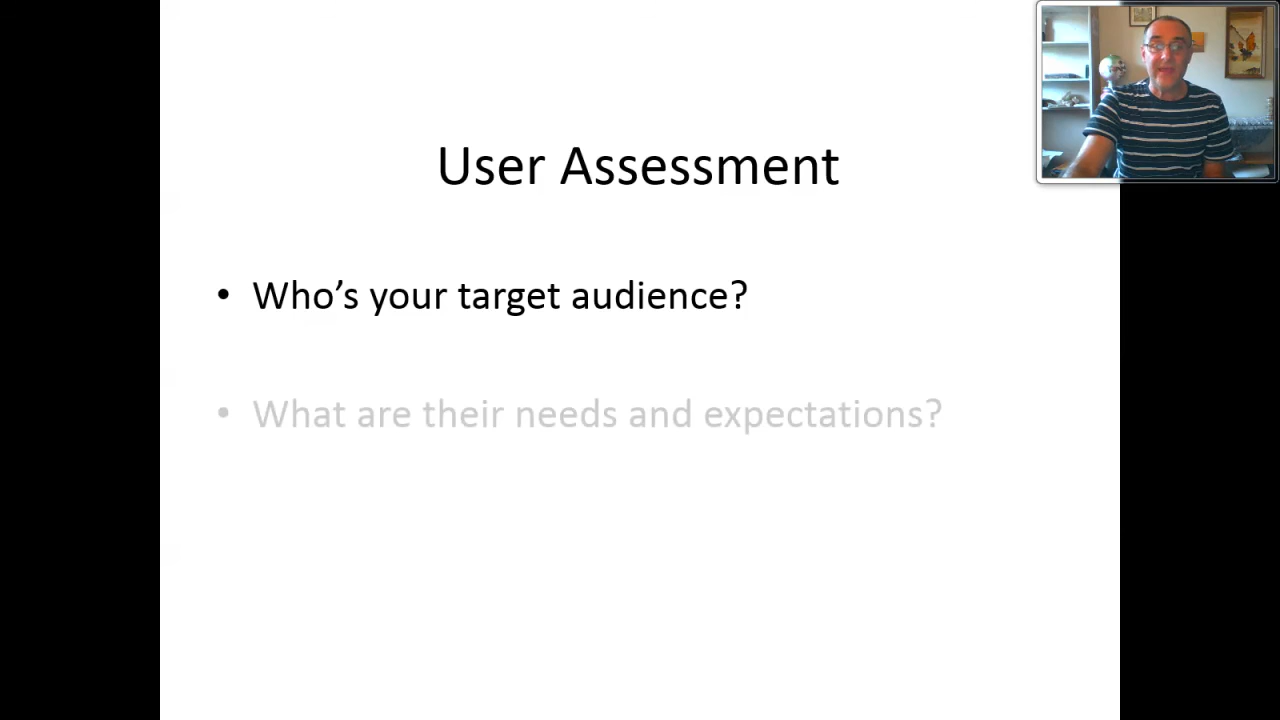 User Assessment
• Who’s your target audience?
• What are their needs and expectations?